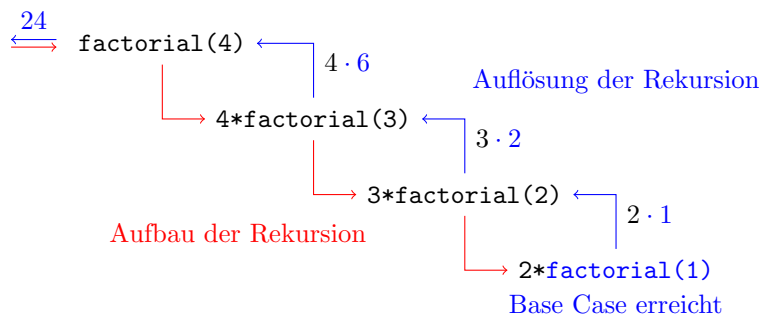 24
factorial(4)
4 · 6
Auflösung der Rekursion
4*factorial(3)
3 · 2
3*factorial(2)
2 · 1
Aufbau der Rekursion
2*factorial(1)
Base Case erreicht